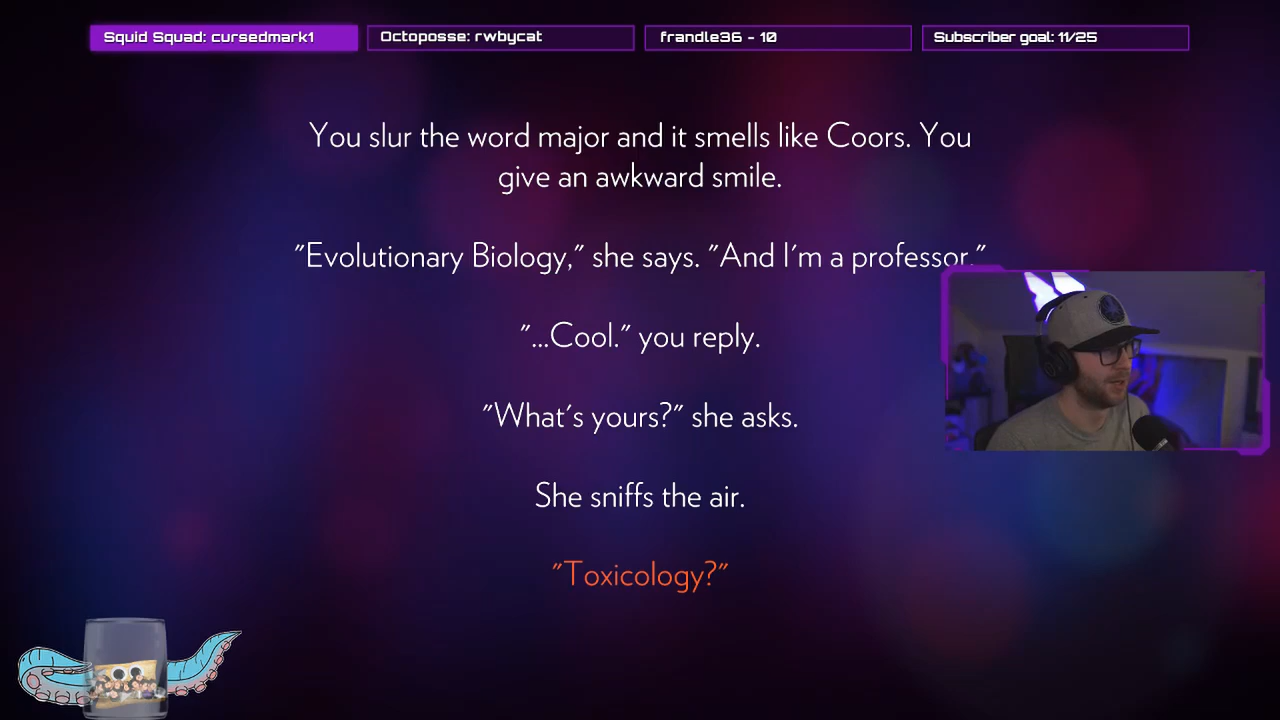 Squid Squad: cursedmark1
Octoposse: rwbycat
frandle36 - 10
Subscriber goal: 11/25
You slur the word major and it smells like Coors. You
give an awkward smile.
"Evolutionary Biology," she says. "And I'm a professor."
"...Cool." you reply.
"What's yours?" she asks.
She sniffs the air.
"Toxicology?"